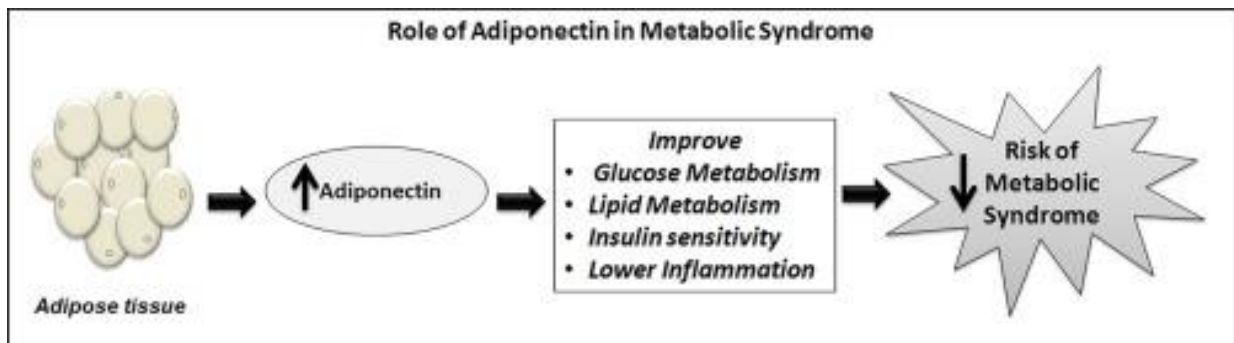 Role of Adiponectin in Metabolic Syndrome
Adipose tissue
Adiponectin
Improve
• Glucose Metabolism
• Lipid Metabolism
• Insulin sensitivity
• Lower Inflammation
Risk of
Metabolic
Syndrome